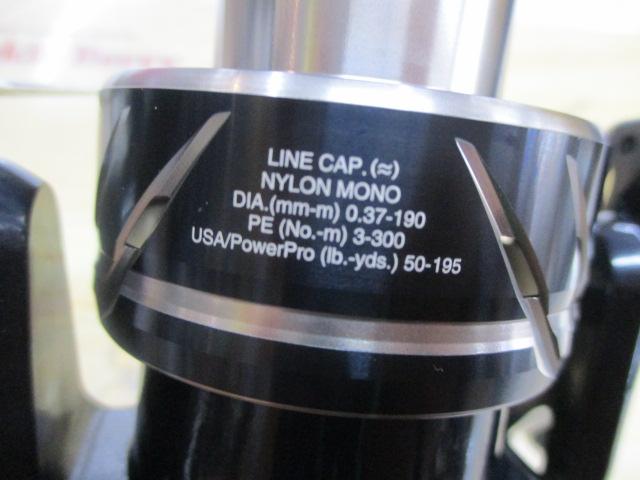 LINE CAP. (≈)
NYLON MONO
DIA.(mm-m) 0.37-190
PE (No.-m) 3-300
USA/PowerPro (lb.-yds.) 50-195